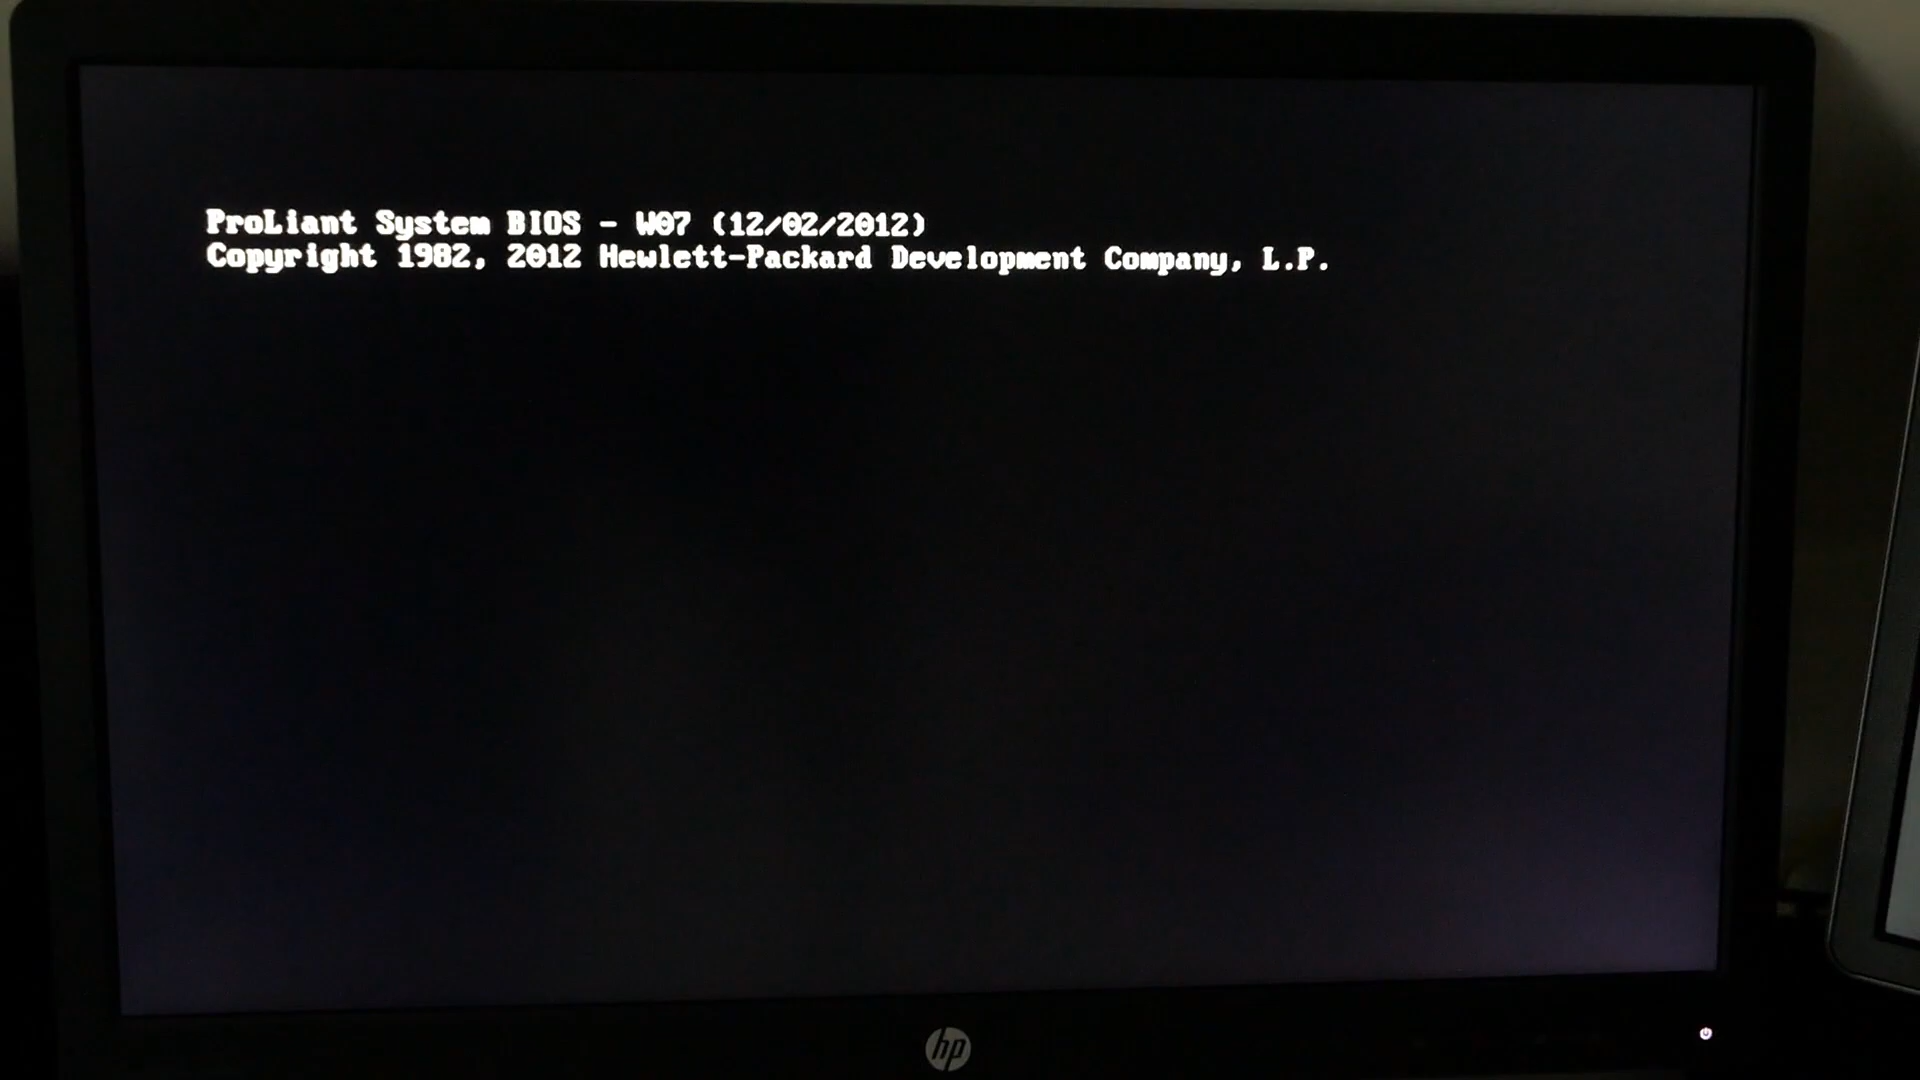 ProLiant System BIOS - W07 (12/02/2012)
Copyright 1982, 2012 Hewlett-Packard Development Company, L.P.
hp